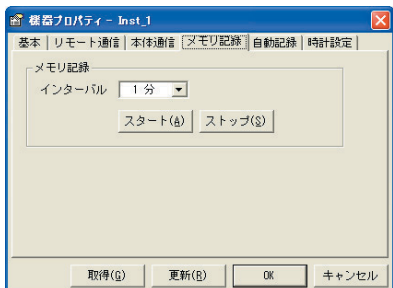 機器プロパティ - Inst_1
基本 リモート通信 本体通信 メモリ記録 自動記録 時計設定
メモリ記録
インターバル 1 分
スタート(A) ストップ(S)
取得(G) 更新(R) OK キャンセル